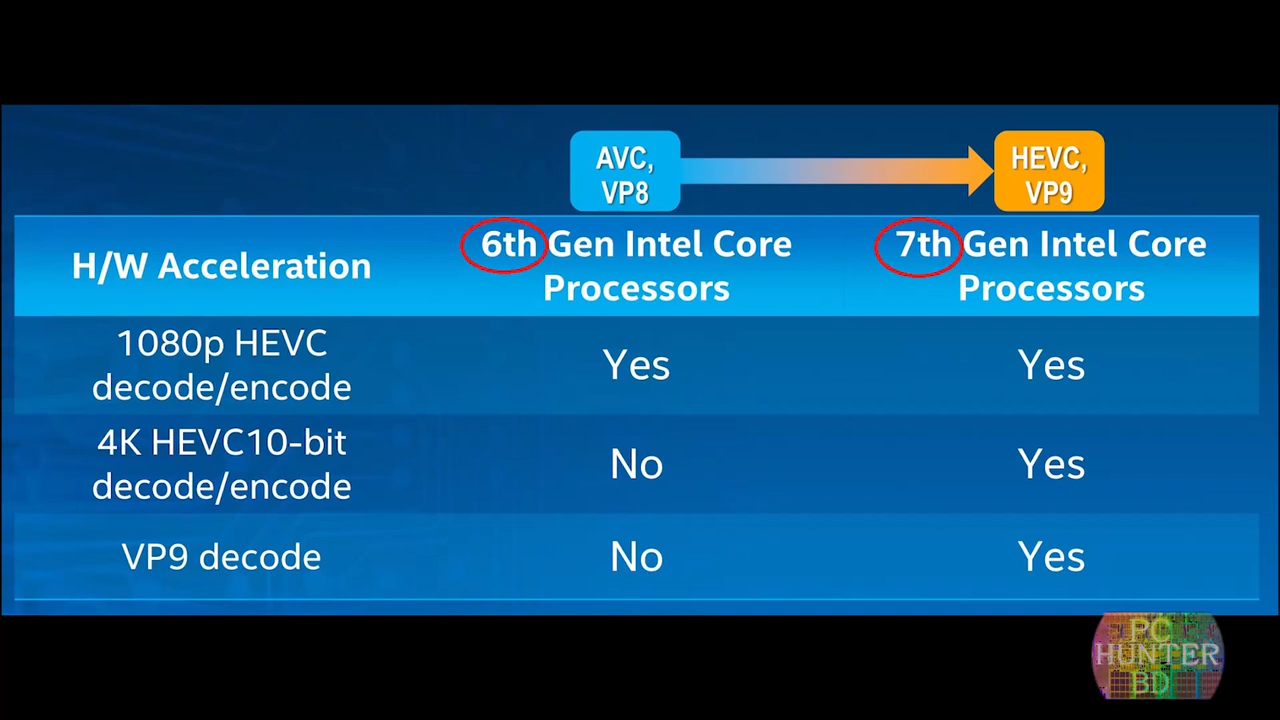 AVC,
VP8
HEVC,
VP9
H/W Acceleration
6th Gen Intel Core
Processors
7th Gen Intel Core
Processors
1080p HEVC
decode/encode
Yes
Yes
4K HEVC10-bit
decode/encode
No
Yes
VP9 decode
No
Yes
PC
HUNTER
BD